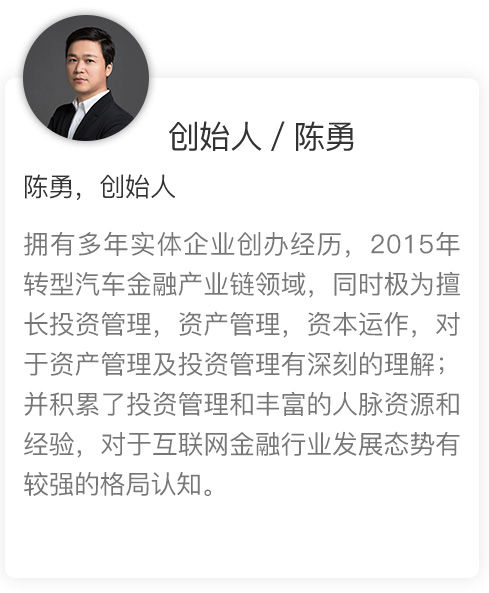 创始人 / 陈勇
陈勇，创始人
拥有多年实体企业创办经历，2015年
转型汽车金融产业链领域，同时极为擅
长投资管理，资产管理，资本运作，对
于资产管理及投资管理有深刻的理解；
并积累了投资管理和丰富的人脉资源和
经验，对于互联网金融行业发展态势有
较强的格局认知。